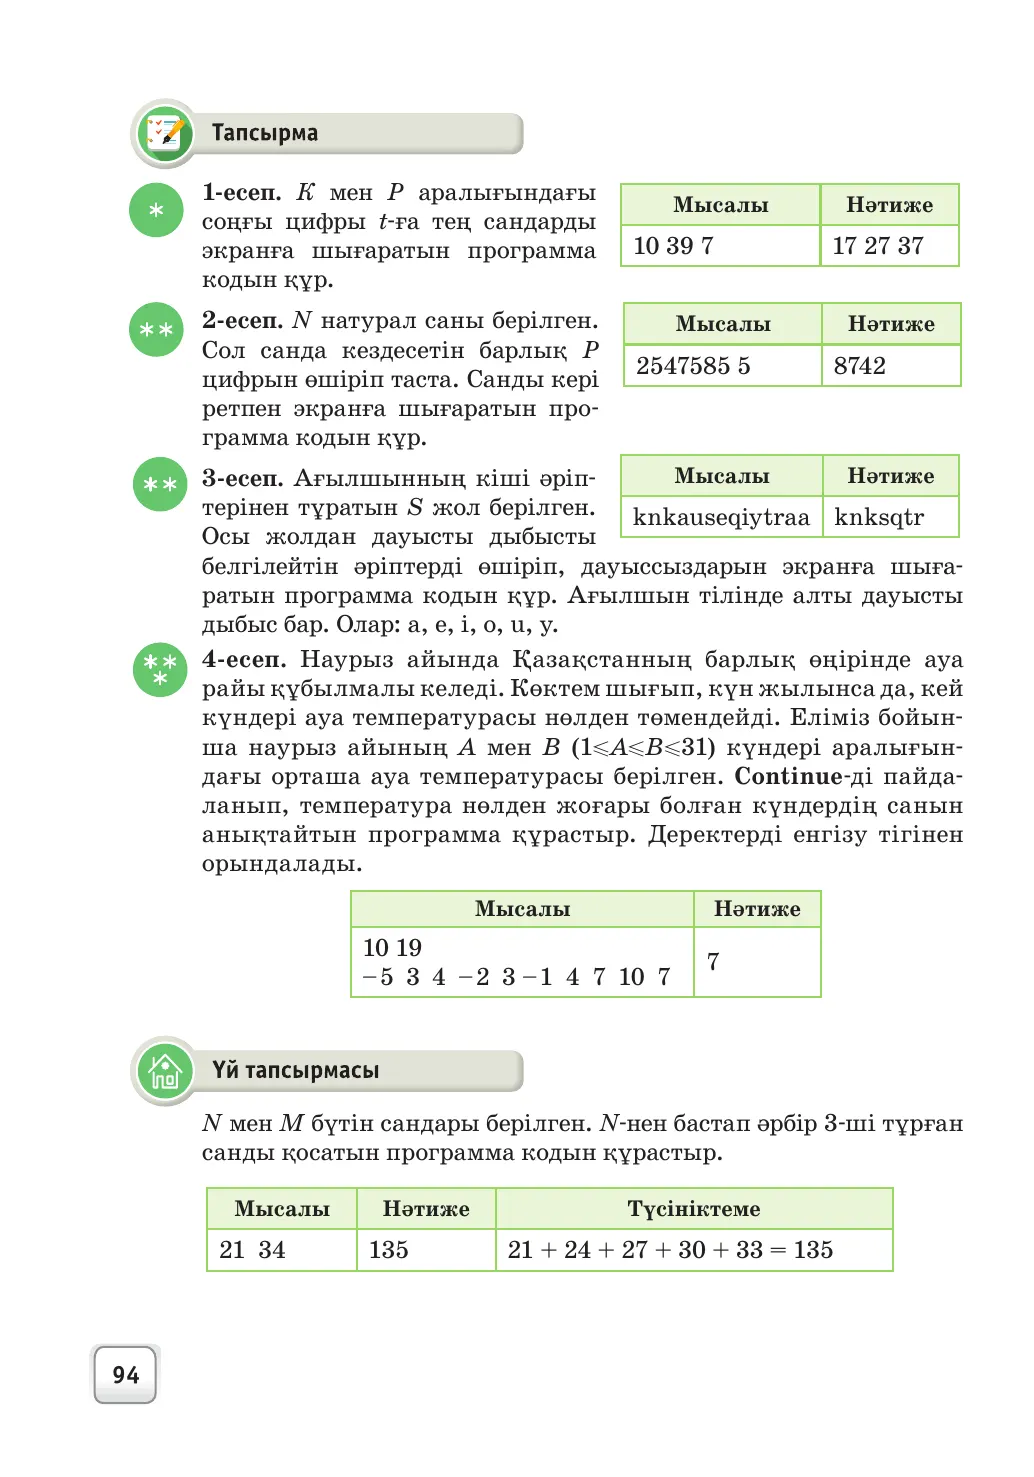 Тапсырма
*
1-есеп. К мен Р аралығындағы
соңғы цифры t-ға тең сандарды
экранға шығаратын программа
кодын құр.
Мысалы Нәтиже
10 39 7 17 27 37
**
2-есеп. N натурал саны берілген.
Сол санда кездесетін барлық Р
цифрын өшіріп таста. Санды кері
ретпен экранға шығаратын про-
грамма кодын құр.
Мысалы Нәтиже
2547585 5 8742
**
3-есеп. Ағылшынның кіші әріп-
терінен тұратын S жол берілген.
Осы жолдан дауысты дыбысты
белгілейтін әріптерді өшіріп, дауыссыздарын экранға шыға-
ратын программа кодын құр. Ағылшын тілінде алты дауысты
дыбыс бар. Олар: a, e, i, o, u, y.
Мысалы Нәтиже
knkauseqiytraa knksqtr
***
4-есеп. Наурыз айында Қазақстанның барлық өңірінде ауа
райы құбылмалы келеді. Көктем шығып, күн жылынса да, кей
күндері ауа температурасы нөлден төмендейді. Еліміз бойын-
ша наурыз айының А мен В (1⩽A⩽B⩽31) күндері аралығын-
дағы орташа ауа температурасы берілген. Continue-ді пайда-
ланып, температура нөлден жоғары болған күндердің санын
анықтайтын программа құрастыр. Деректерді енгізу тігінен
орындалады.
Мысалы Нәтиже
10 19
–5 3 4 –2 3 –1 4 7 10 7
7
Үй тапсырмасы
N мен M бүтін сандары берілген. N-нен бастап әрбір 3-ші тұрған
санды қосатын программа кодын құрастыр.
Мысалы Нәтиже Түсініктеме
21 34 135 21 + 24 + 27 + 30 + 33 = 135
94